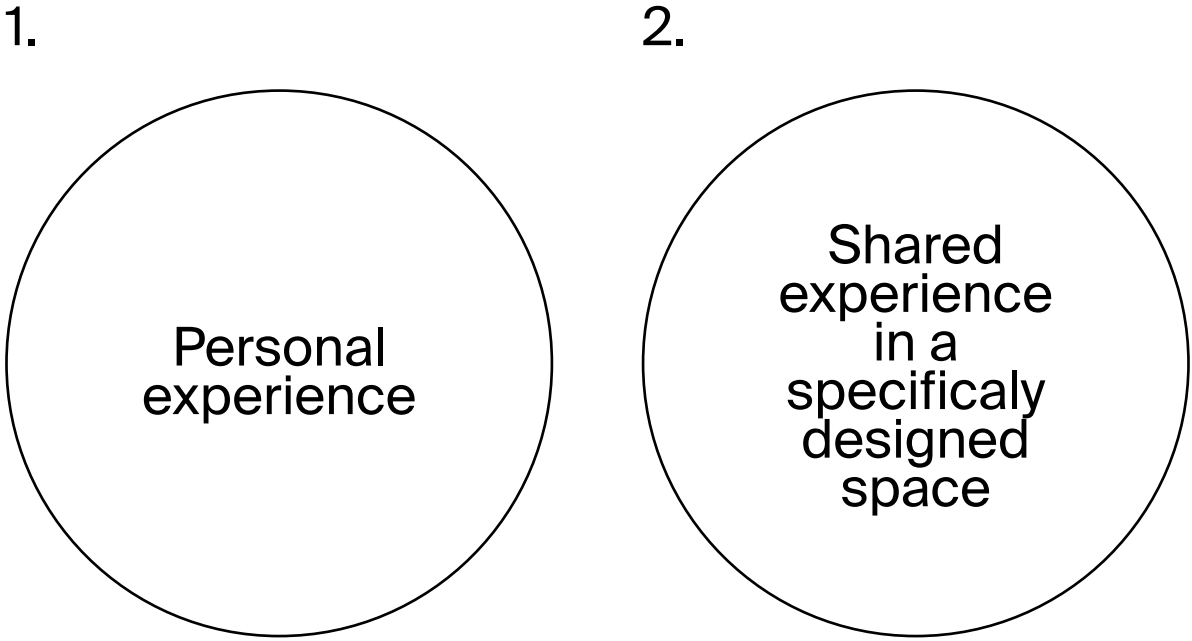 1.
Personal
experience
2.
Shared
experience
in a
specificaly
designed
space